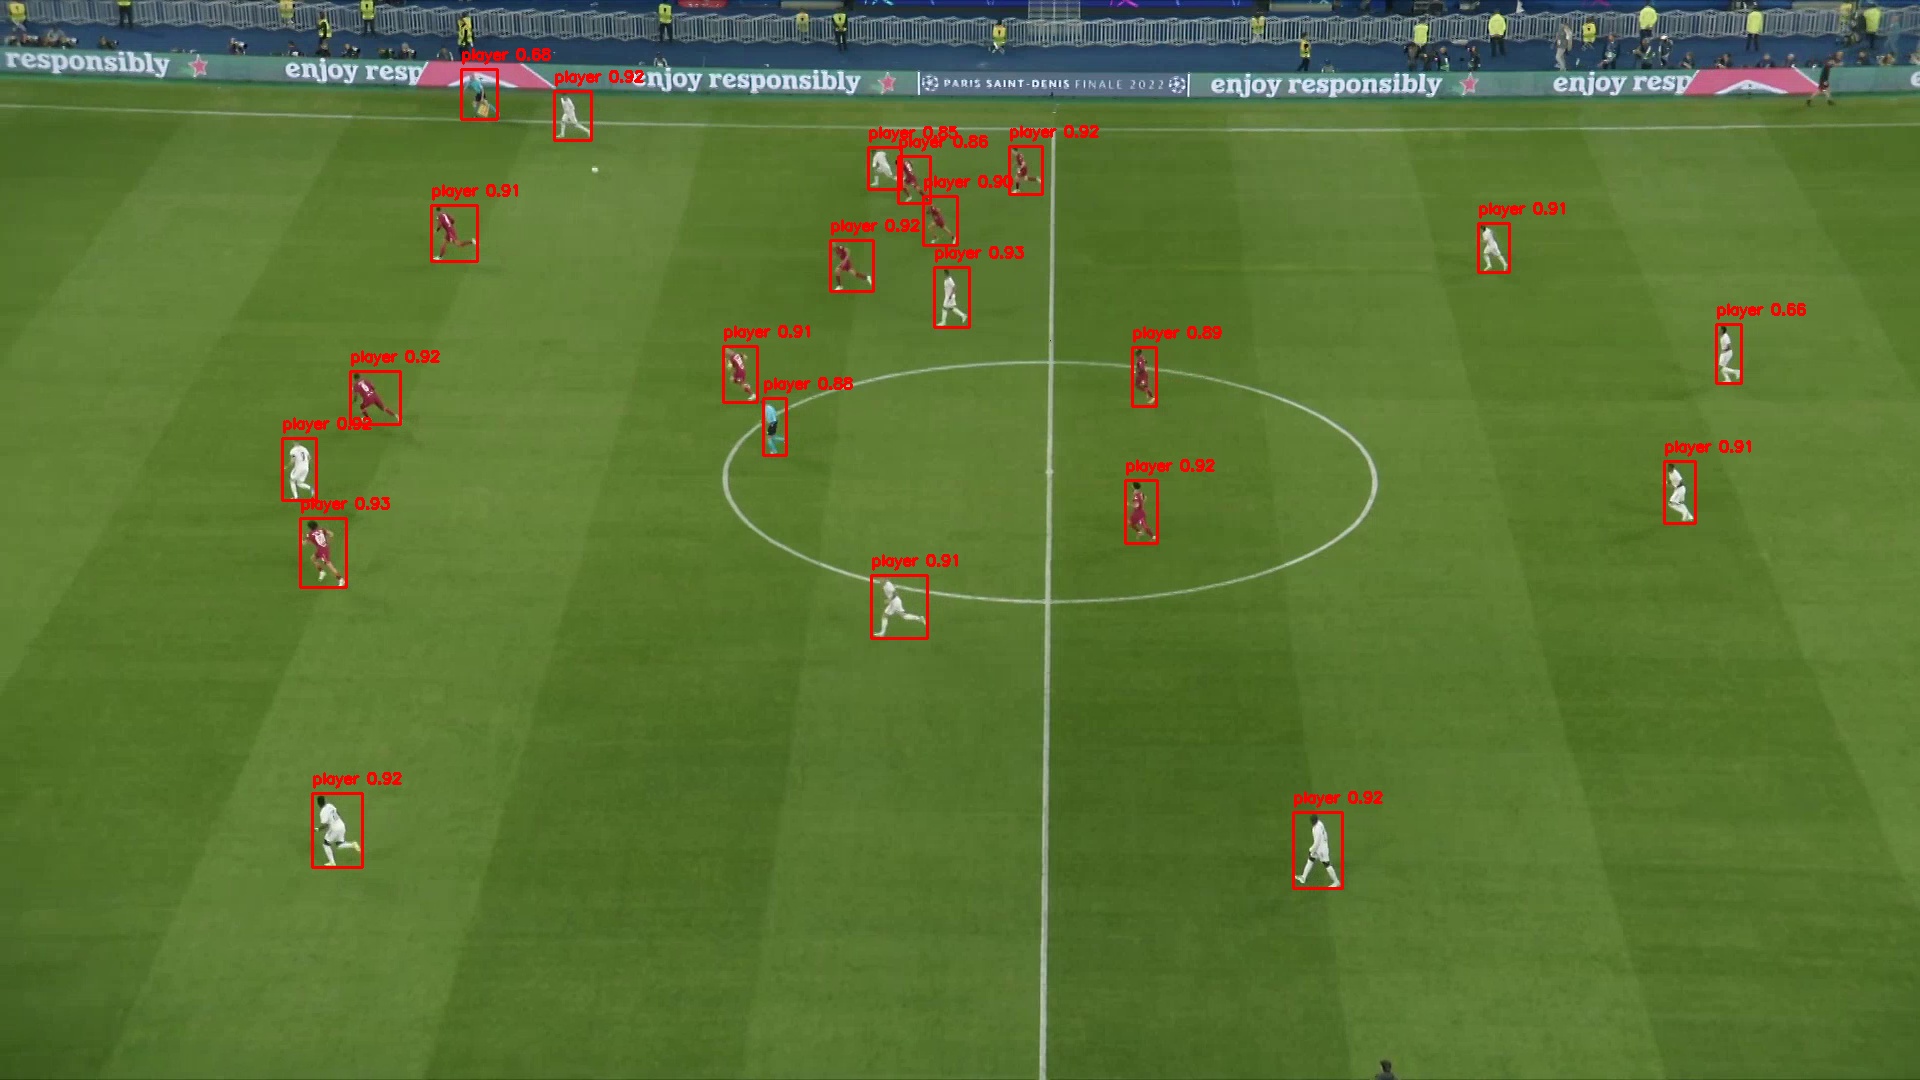 responsibly
enjoy resp
enjoy responsibly
PARIS SAINT-DENIS FINALE 2022
enjoy responsibly
enjoy resp
player 0.68
player 0.92
player 0.85
player 0.86
player 0.92
player 0.90
player 0.91
player 0.92
player 0.91
player 0.93
player 0.66
player 0.91
player 0.89
player 0.92
player 0.88
player 0.92
player 0.91
player 0.92
player 0.93
player 0.91
player 0.92
player 0.92